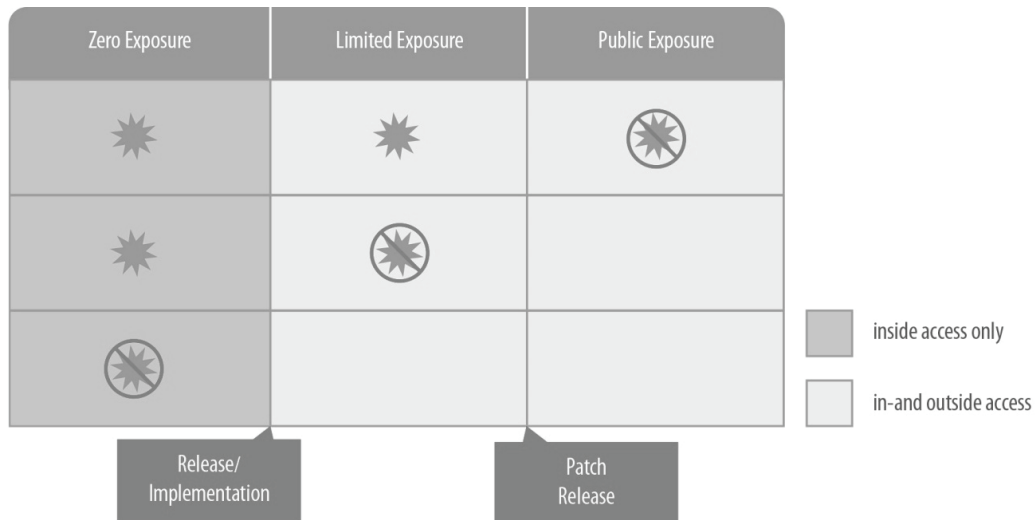 Zero Exposure
Limited Exposure
Public Exposure
inside access only
in-and outside access
Release/
Implementation
Patch
Release